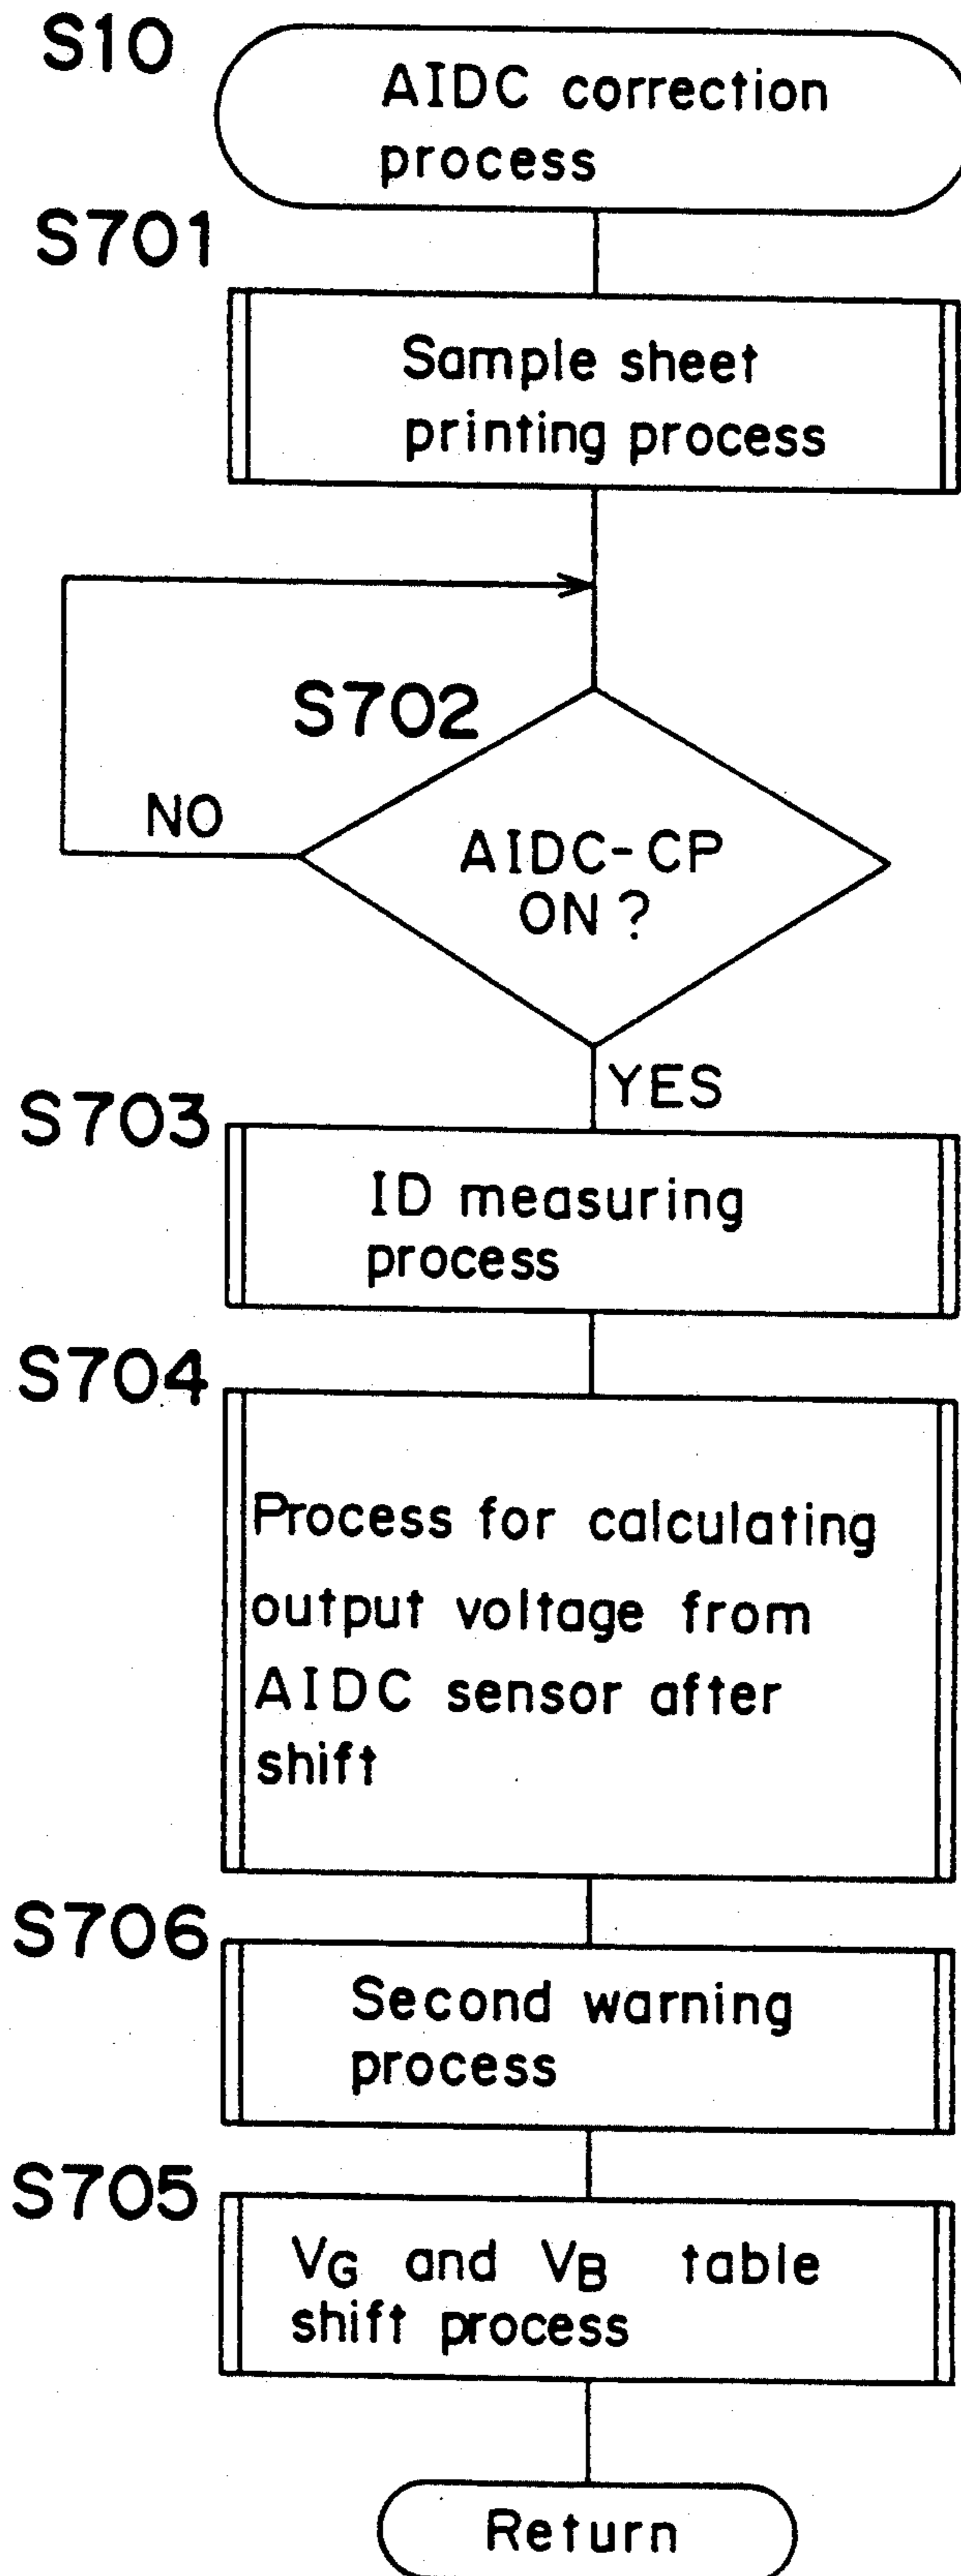 S10
AIDC correction
process
S701
Sample sheet
printing process
S702
NO
AIDC-CP
ON?
YES
S703
ID measuring
process
S704
Process for calculating
output voltage from
AIDC sensor after
shift
S706
Second warning
process
S705
VG and VB table
shift process
Return